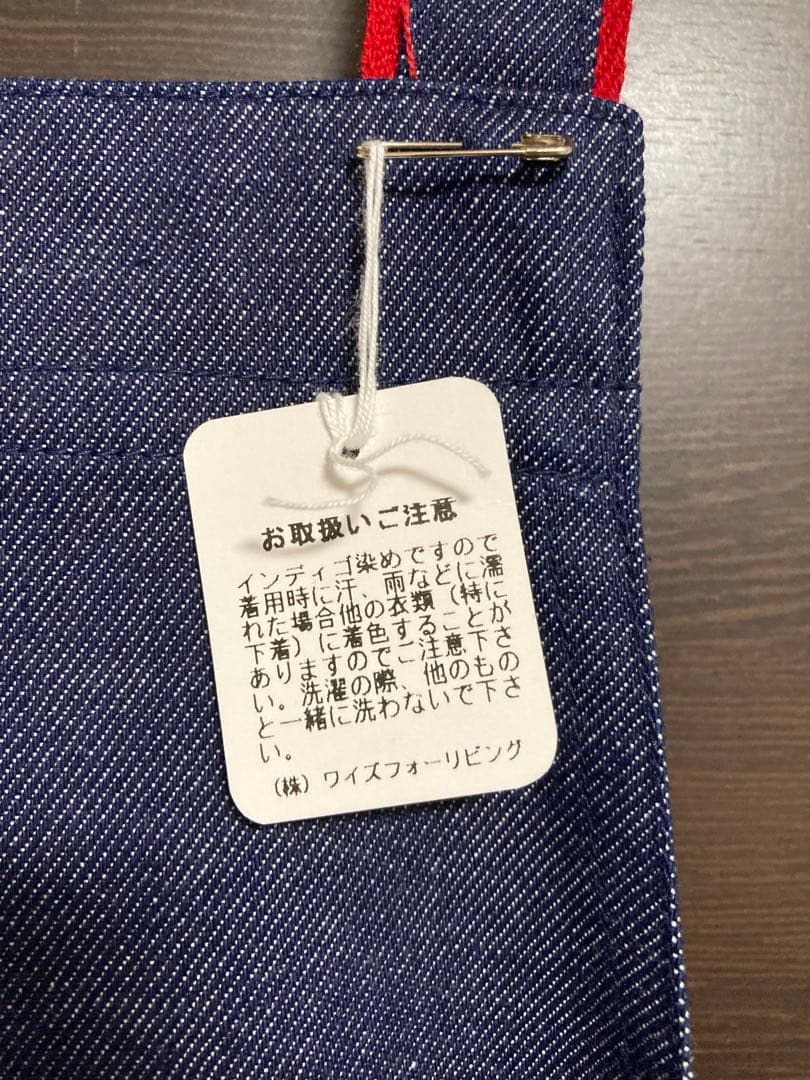 お取扱いご注意
インディゴ染めですので
着用時に汗、雨などに濡
れた場合他の衣類(特に
下着)に着色することが
ありますのでご注意下さ
い。洗濯の際、他のもの
と一緒に洗わないで下さ
い。
(株)ワイズフォーリビング